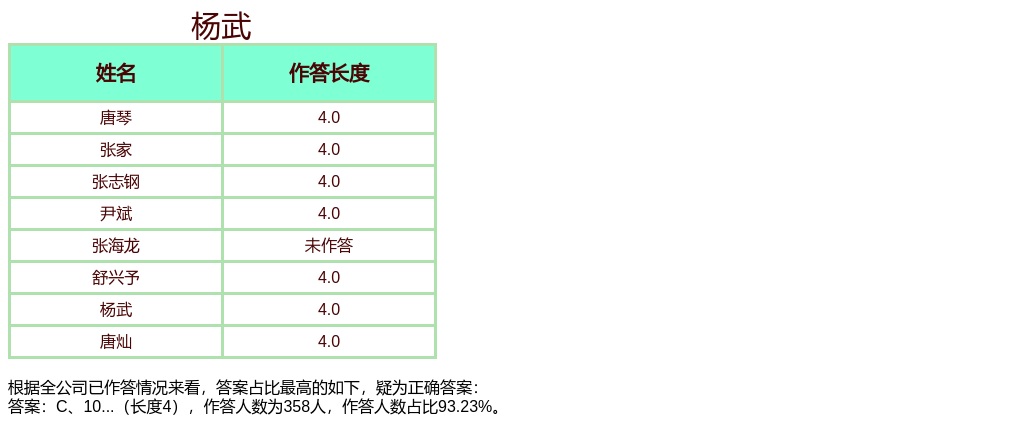 杨武
姓名 作答长度
唐琴 4.0
张家 4.0
张志钢 4.0
尹斌 4.0
张海龙 未作答
舒兴予 4.0
杨武 4.0
唐灿 4.0
根据全公司已作答情况来看，答案占比最高的如下，疑为正确答案：
答案：C、10...（长度4），作答人数为358人，作答人数占比93.23%。